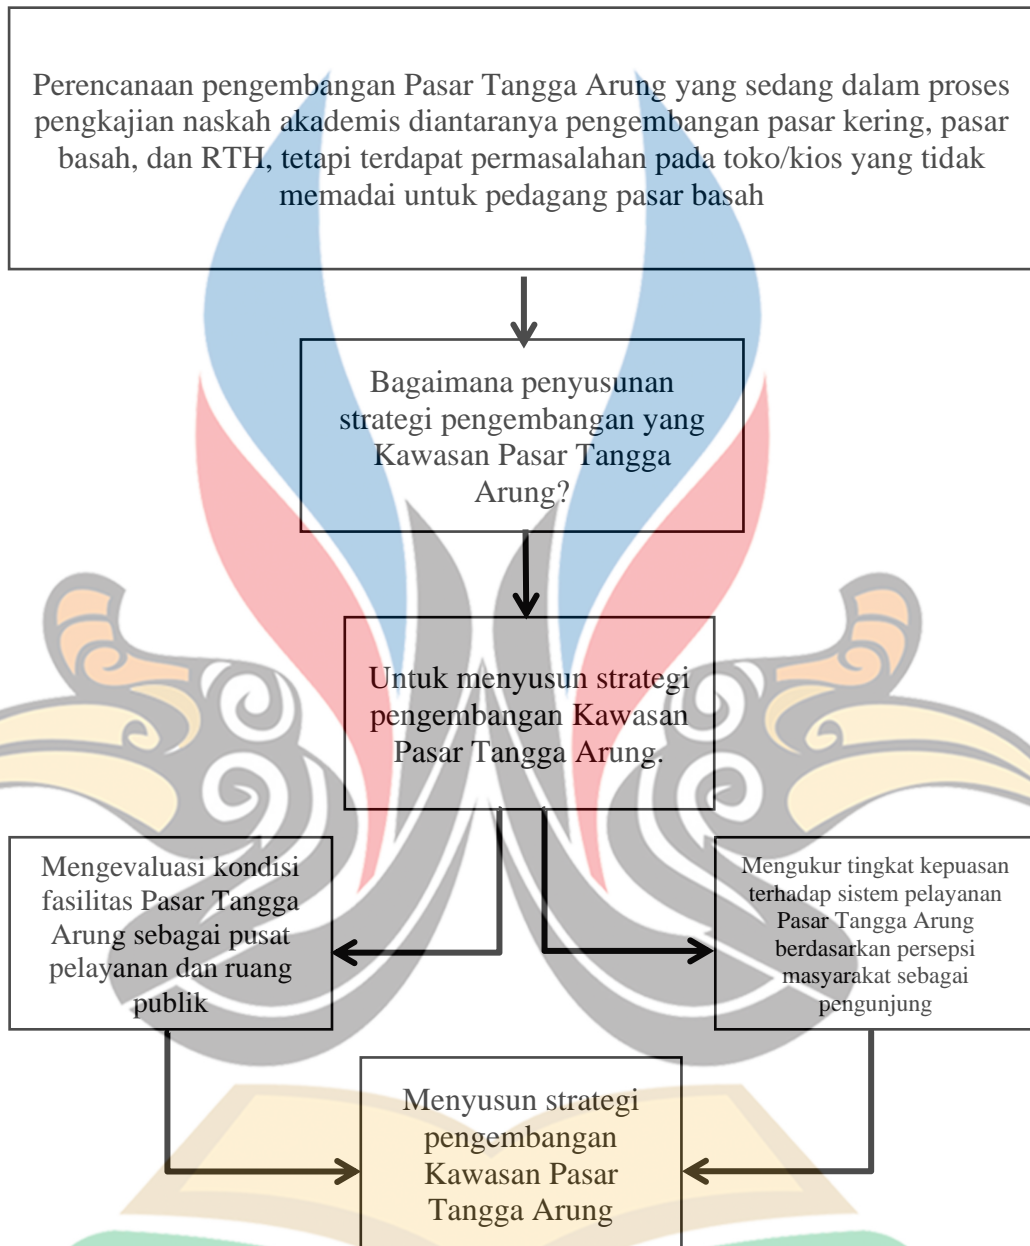 Perencanaan pengembangan Pasar Tangga Arung yang sedang dalam proses
pengkajian naskah akademis diantaranya pengembangan pasar kering, pasar
basah, dan RTH, tetapi terdapat permasalahan pada toko/kios yang tidak
memadai untuk pedagang pasar basah
Bagaimana penyusunan
strategi pengembangan yang
Kawasan Pasar Tangga
Arung?
Untuk menyusun strategi
pengembangan Kawasan
Pasar Tangga Arung.
Mengevaluasi kondisi
fasilitas Pasar Tangga
Arung sebagai pusat
pelayanan dan ruang
publik
Mengukur tingkat kepuasan
terhadap sistem pelayanan
Pasar Tangga Arung
berdasarkan persepsi
masyarakat sebagai
pengunjung
Menyusun strategi
pengembangan
Kawasan Pasar
Tangga Arung